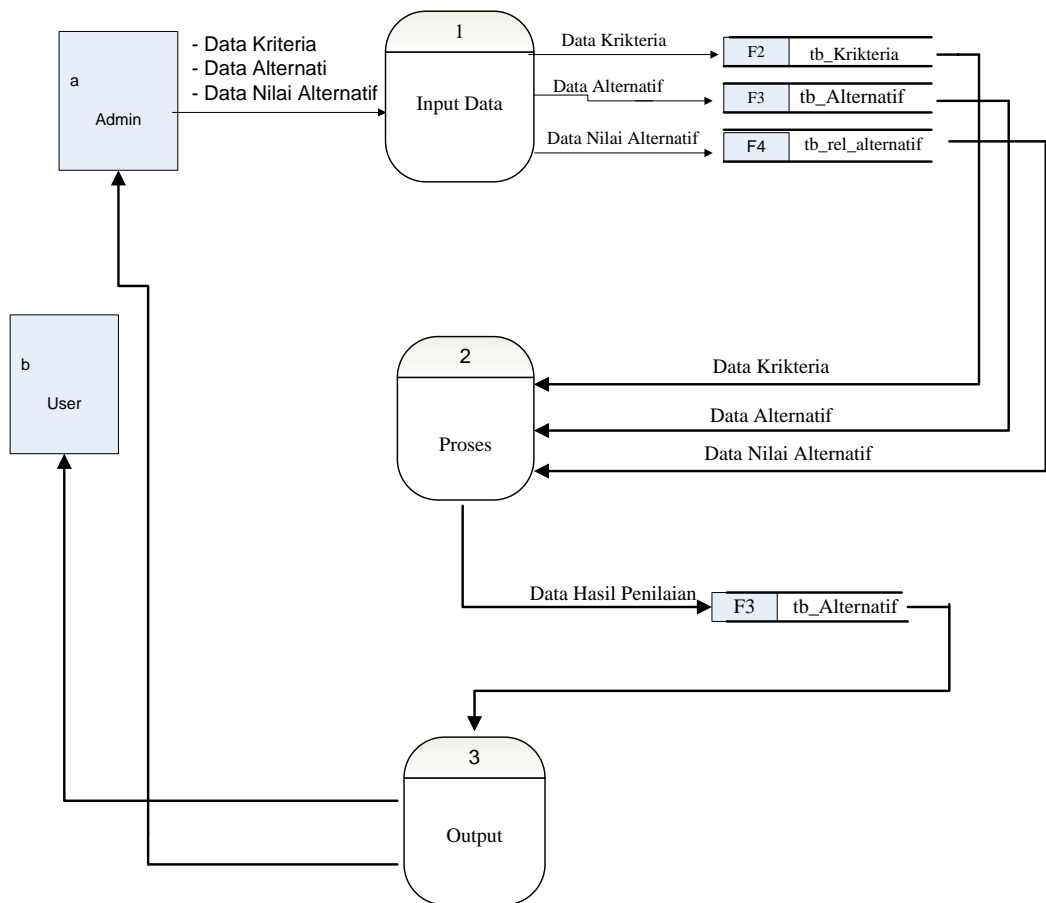 a
Admin
- Data Kriteria
- Data Alternati
- Data Nilai Alternatif
1
Input Data
Data Krikteria
F2 tb_Krikteria
Data Alternatif
F3 tb_Alternatif
Data Nilai Alternatif
F4 tb_rel_alternatif
b
User
2
Proses
Data Krikteria
Data Alternatif
Data Nilai Alternatif
Data Hasil Penilaian
F3 tb_Alternatif
3
Output